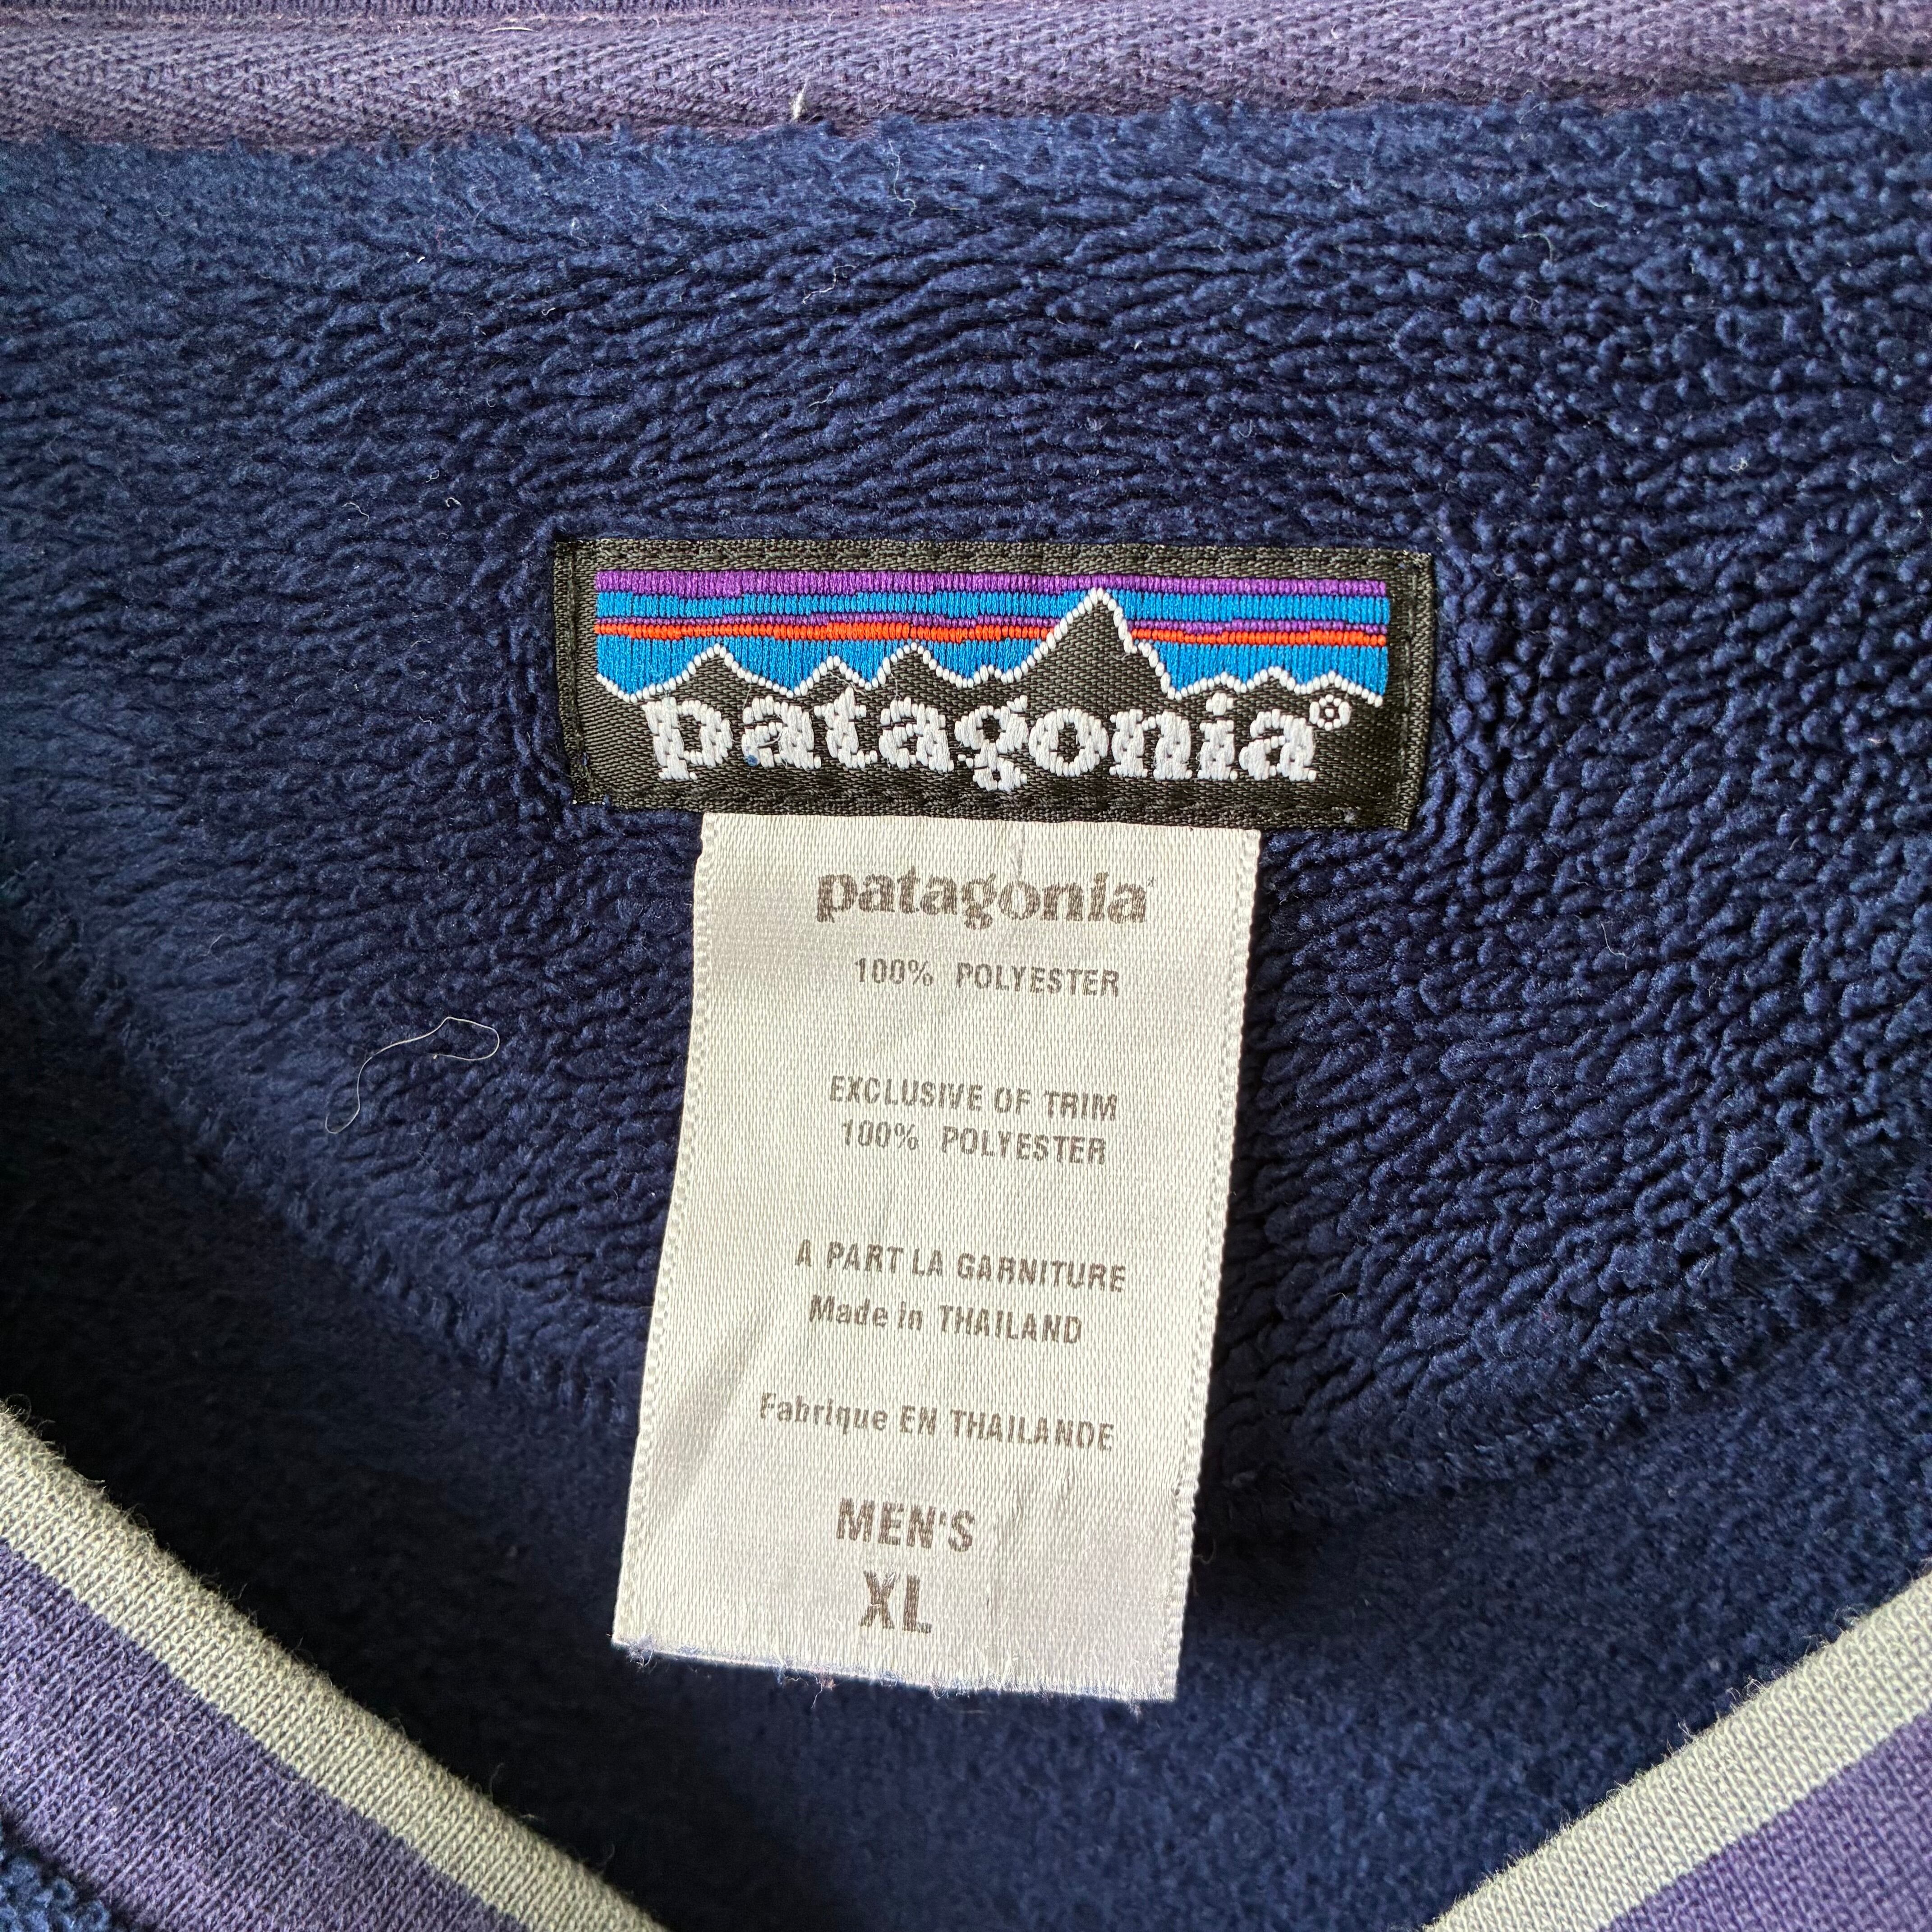 patagonia®
patagonia
100% POLYESTER
EXCLUSIVE OF TRIM
100% POLYESTER
A PART LA GARNITURE
Made in THAILAND
Fabrique EN THAILANDE
MEN'S
XL